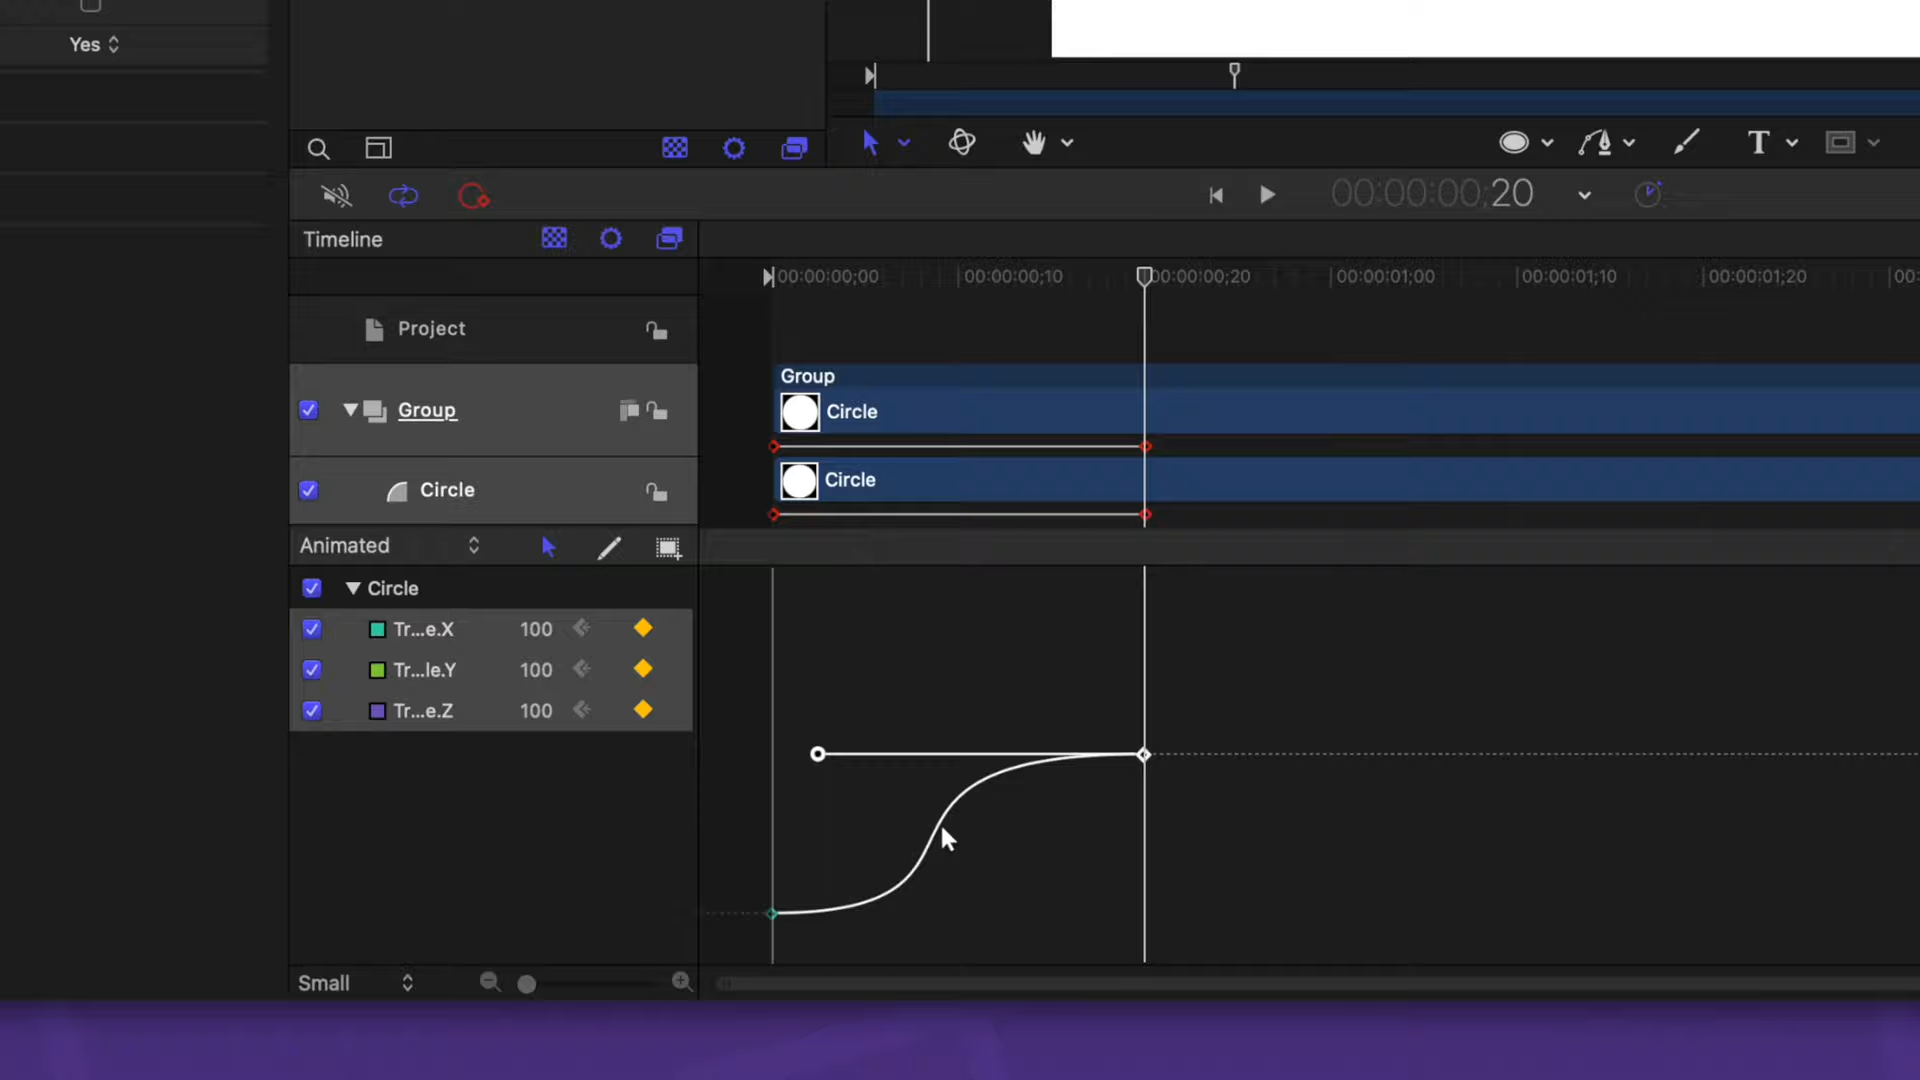 Yes
T
00:00:00;20
Timeline
00:00:00;00
00:00:00;10
00:00:00;20
00:00:01;00
00:00:01;10
00:00:01;20
00:
Project
Group
Group
Circle
Circle
Circle
Animated
Circle
Tr...e.X 100
Tr...le.Y 100
Tr...e.Z 100
Small